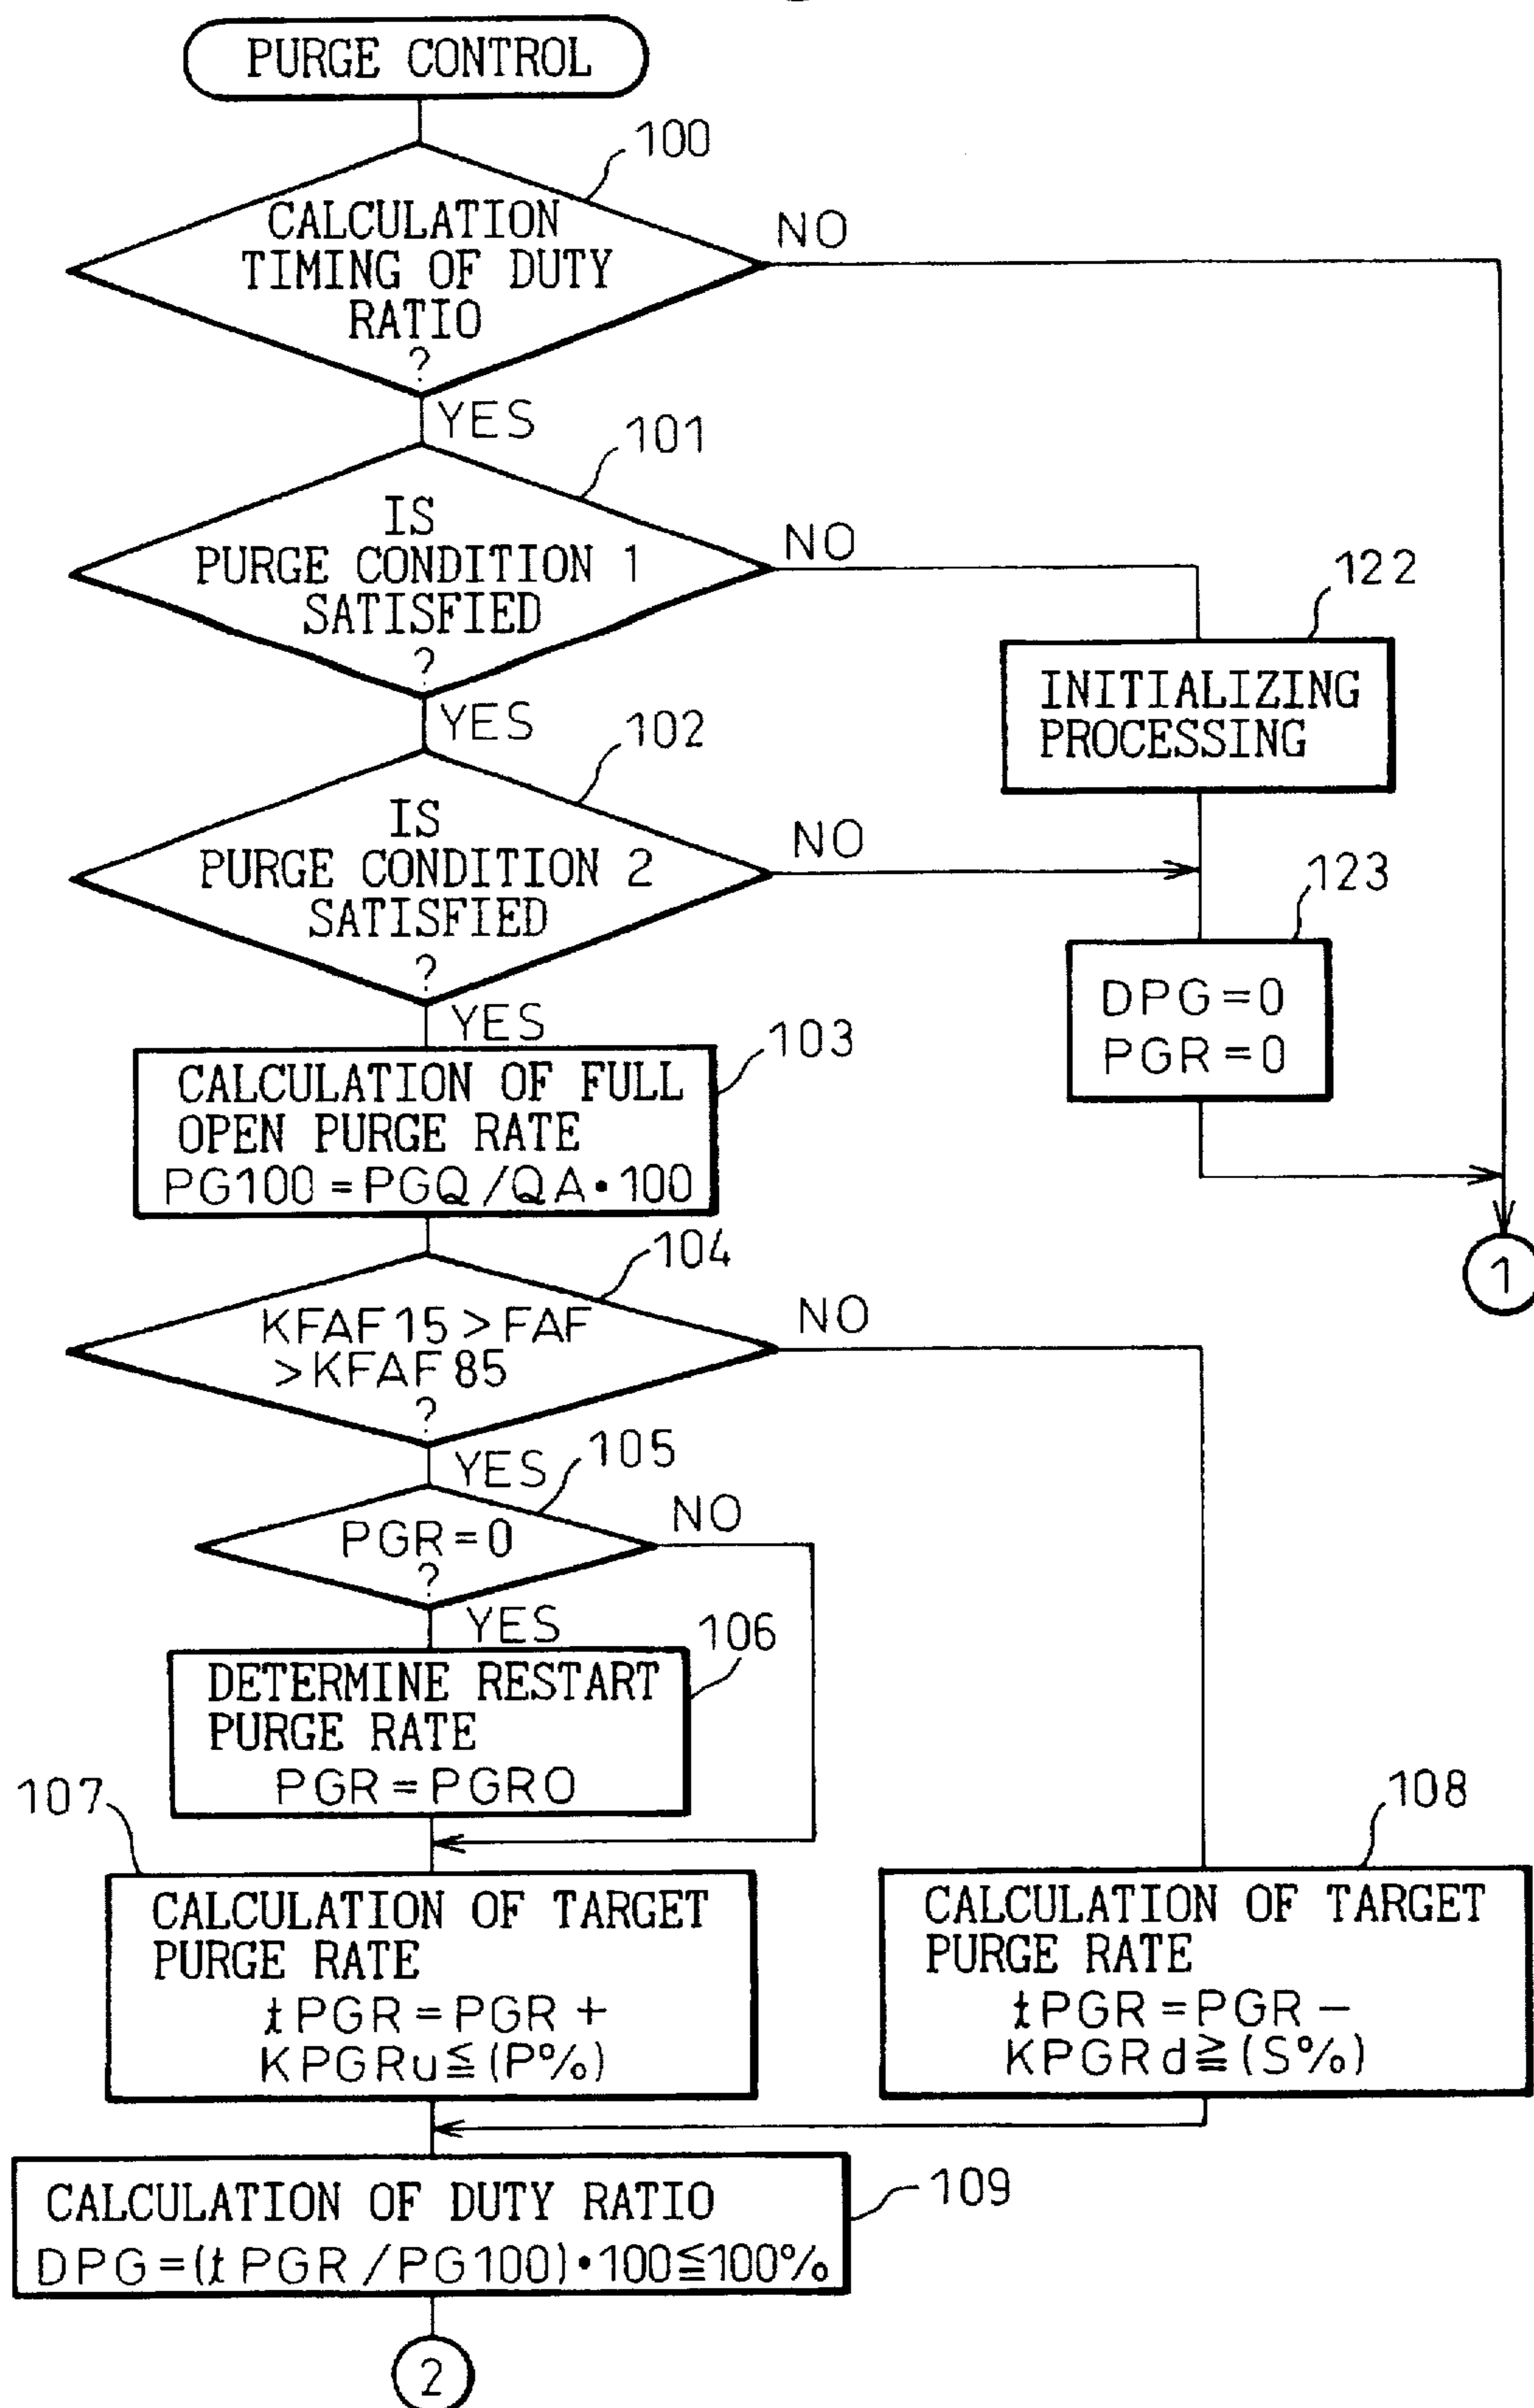 PURGE CONTROL
100
CALCULATION
TIMING OF DUTY
RATIO
?
NO
YES
101
IS
PURGE CONDITION 1
SATISFIED
?
NO
YES
122
INITIALIZING
PROCESSING
102
IS
PURGE CONDITION 2
SATISFIED
?
NO
YES
123
DPG=0
PGR=0
1
103
CALCULATION OF FULL
OPEN PURGE RATE
PG100=PGQ/QA•100
104
KFAF15>FAF
>KFAF85
?
NO
YES
105
PGR=0
?
NO
YES
106
DETERMINE RESTART
PURGE RATE
PGR=PGRO
107
CALCULATION OF TARGET
PURGE RATE
tPGR=PGR+
KPGRu≦(P%)
108
CALCULATION OF TARGET
PURGE RATE
tPGR=PGR−
KPGRd≧(S%)
109
CALCULATION OF DUTY RATIO
DPG=(tPGR/PG100)•100≦100%
2